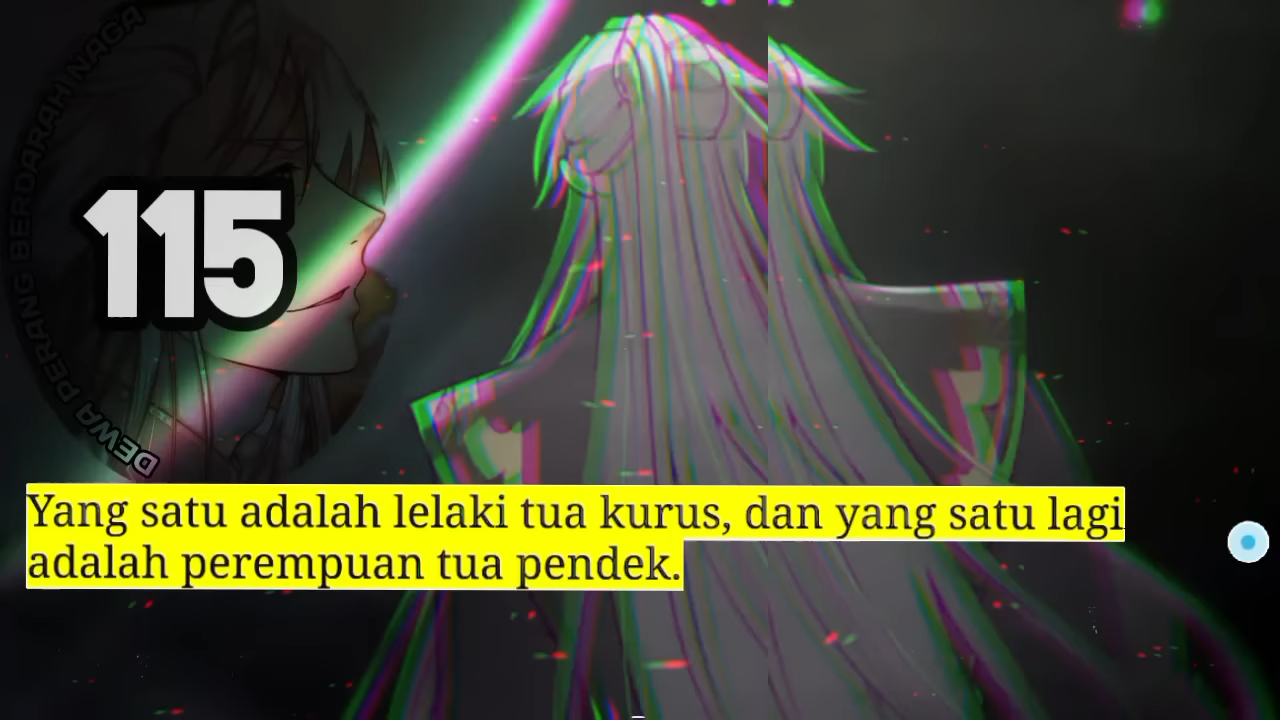 DEWA PERANG BERDARAH NAGA
115
Yang satu adalah lelaki tua kurus, dan yang satu lagi
adalah perempuan tua pendek.